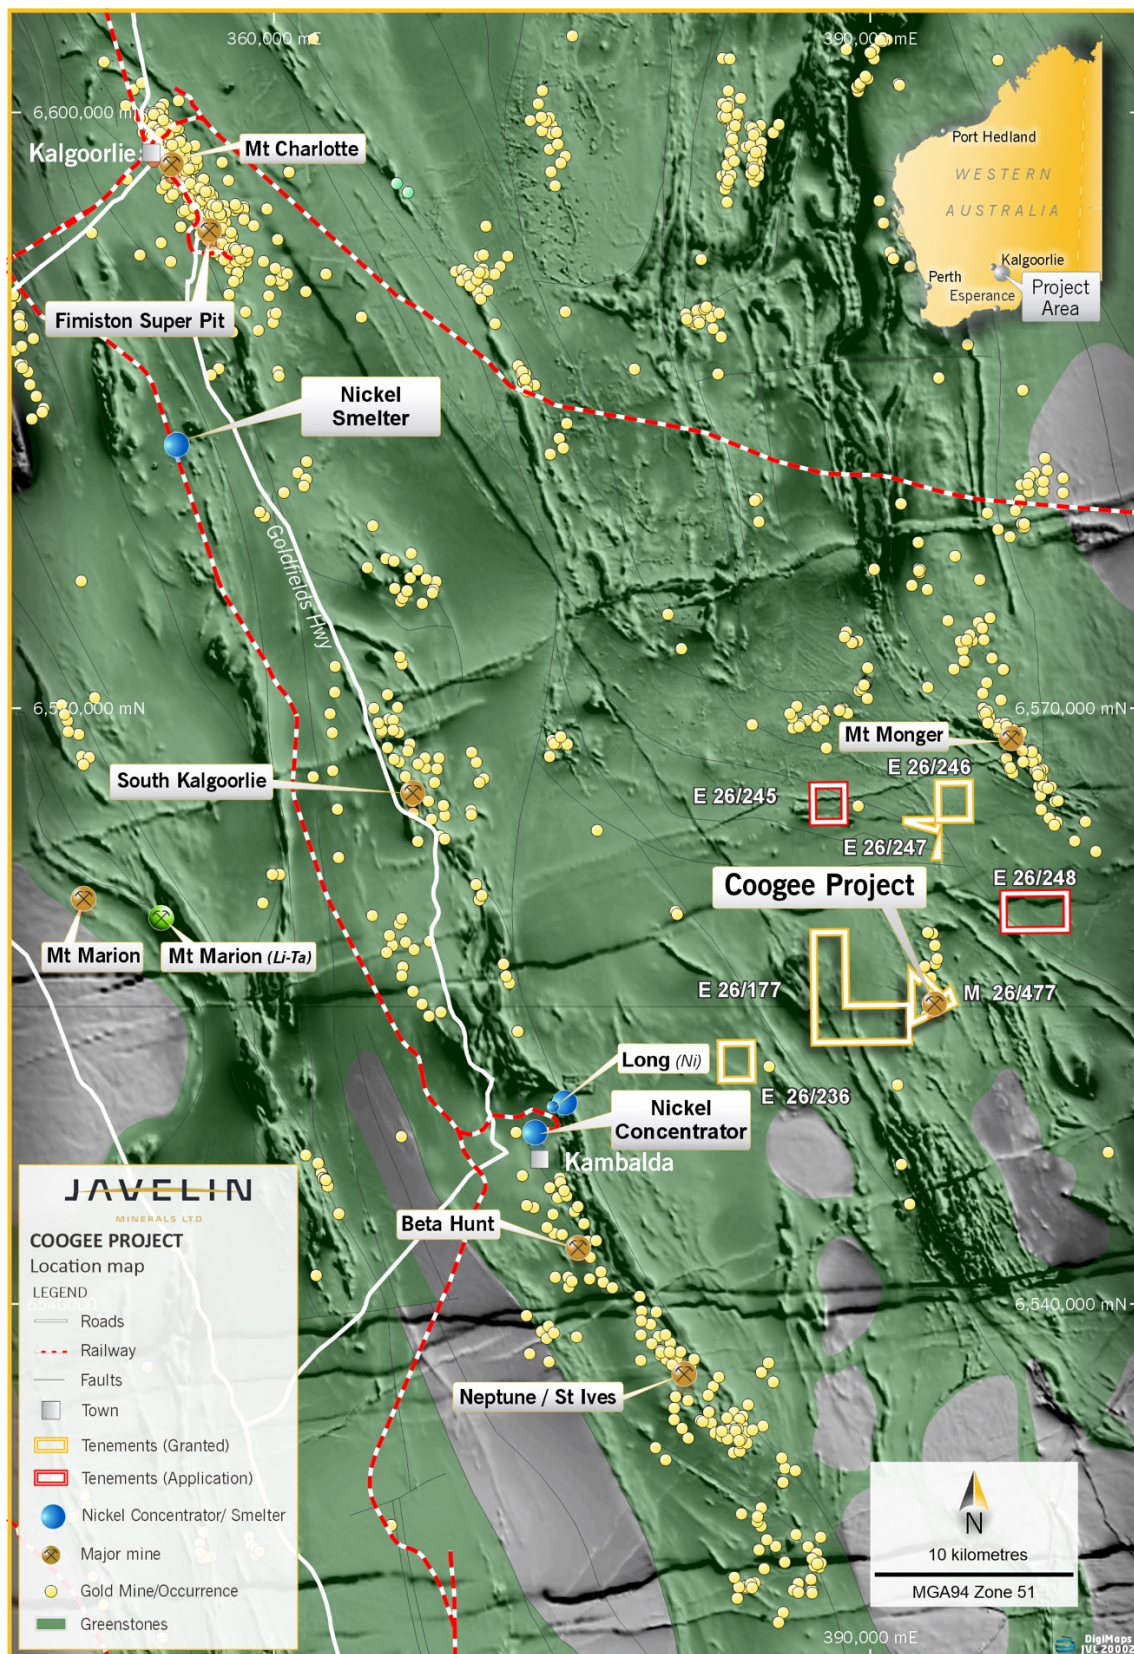 360,000 mE
390,000 mE
6,600,000 mN
Kalgoorlie
Mt Charlotte
Fimiston Super Pit
Port Hedland
WESTERN
AUSTRALIA
Kalgoorlie
Perth
Esperance
Project
Area
Nickel
Smelter
Goldfields Hwy
6,570,000 mN
6,570,000 mN
Mt Monger
South Kalgoorlie
E 26/246
E 26/245
E 26/247
Coogee Project
E 26/248
Mt Marion
Mt Marion (Li-Ta)
E 26/177
M 26/477
Long (Ni)
E 26/236
Nickel
Concentrator
Kambalda
Beta Hunt
6,540,000 mN
Neptune / St Ives
JAVELIN
MINERALS LTD
COOGEE PROJECT
Location map
LEGEND
Roads
Railway
Faults
Town
Tenements (Granted)
Tenements (Application)
Nickel Concentrator/ Smelter
Major mine
Gold Mine/Occurrence
Greenstones
N
10 kilometres
MGA94 Zone 51
390,000 mE
DigiMaps